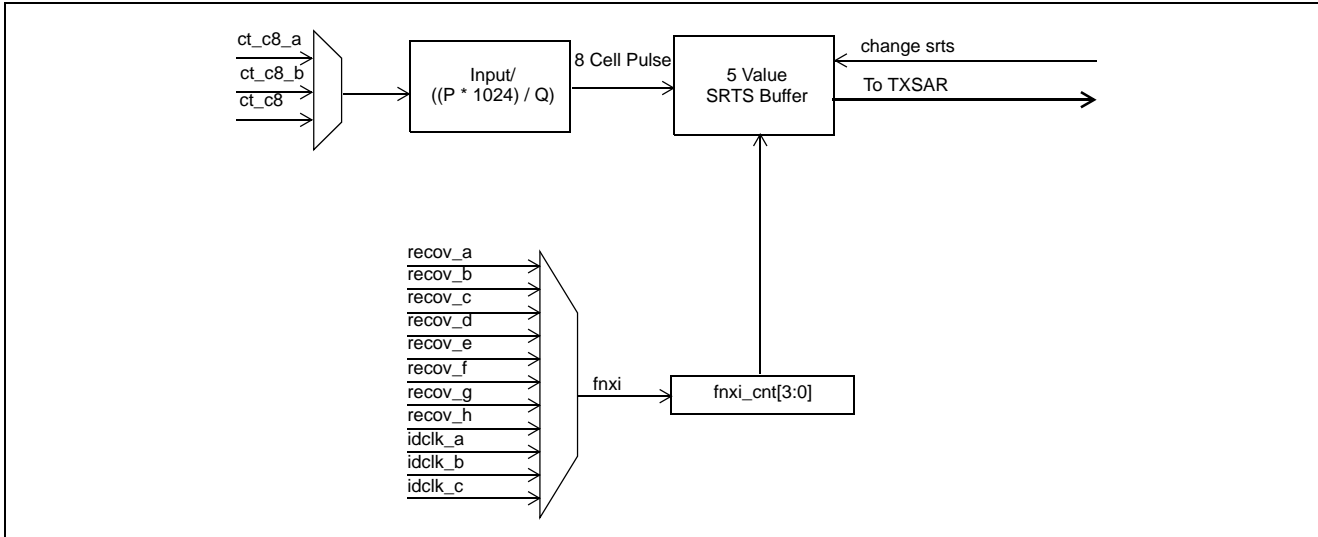 ct_c8_a
ct_c8_b
ct_c8
Input/
((P * 1024) / Q)
8 Cell Pulse
5 Value
SRTS Buffer
change srts
To TXSAR
recov_a
recov_b
recov_c
recov_d
recov_e
recov_f
recov_g
recov_h
idclk_a
idclk_b
idclk_c
fnxi
fnxi_cnt[3:0]